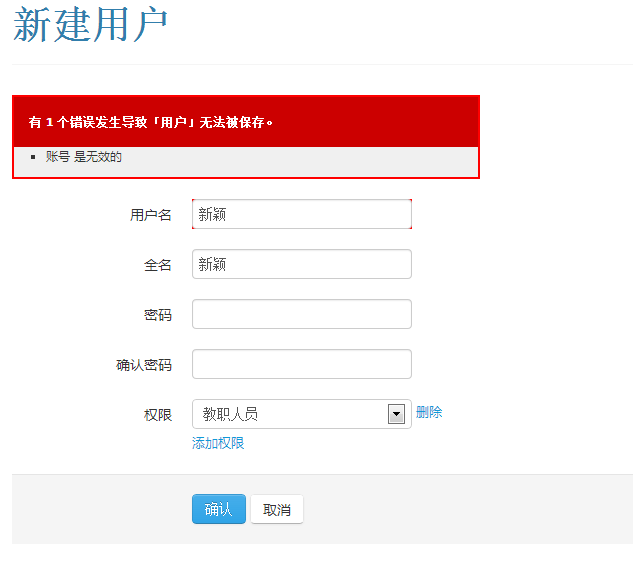 新建用户
有 1 个错误发生导致「用户」无法被保存。
账号 是无效的
用户名 新颖
全名 新颖
密码
确认密码
权限 教职人员 删除
添加权限
确认 取消